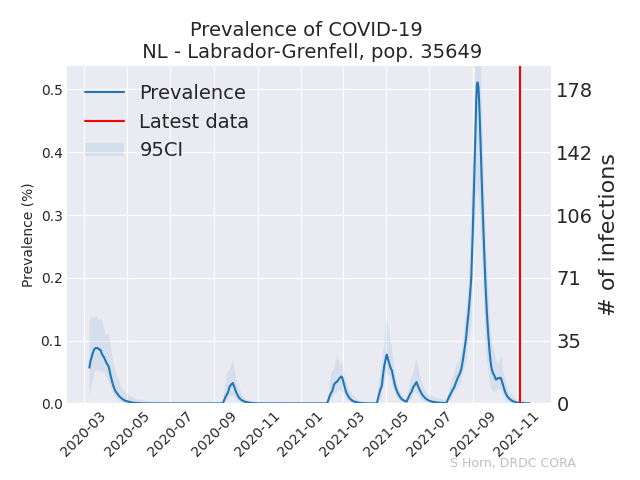 Prevalence of COVID-19
NL - Labrador-Grenfell, pop. 35649
Prevalence
Latest data
95CI
Prevalence (%)
0.5
0.4
0.3
0.2
0.1
0.0
178
142
106
71
35
0
# of infections
2020-03
2020-05
2020-07
2020-09
2020-11
2021-01
2021-03
2021-05
2021-07
2021-09
2021-11
S Horn, DRDC CORA